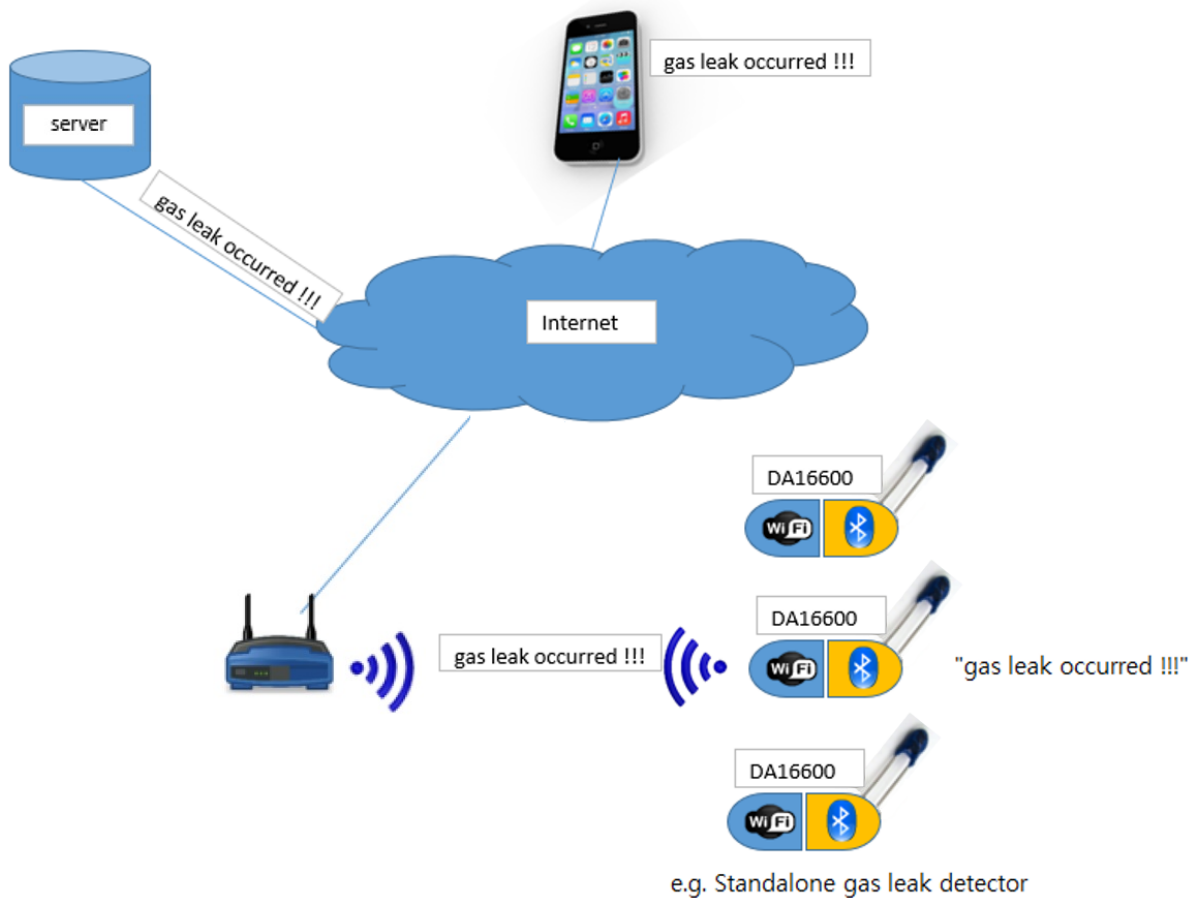 gas leak occurred !!!
server
gas leak occurred !!!
Internet
DA16600
Wi Fi
DA16600
gas leak occurred !!!
Wi Fi
"gas leak occurred !!!"
DA16600
Wi Fi
e.g. Standalone gas leak detector